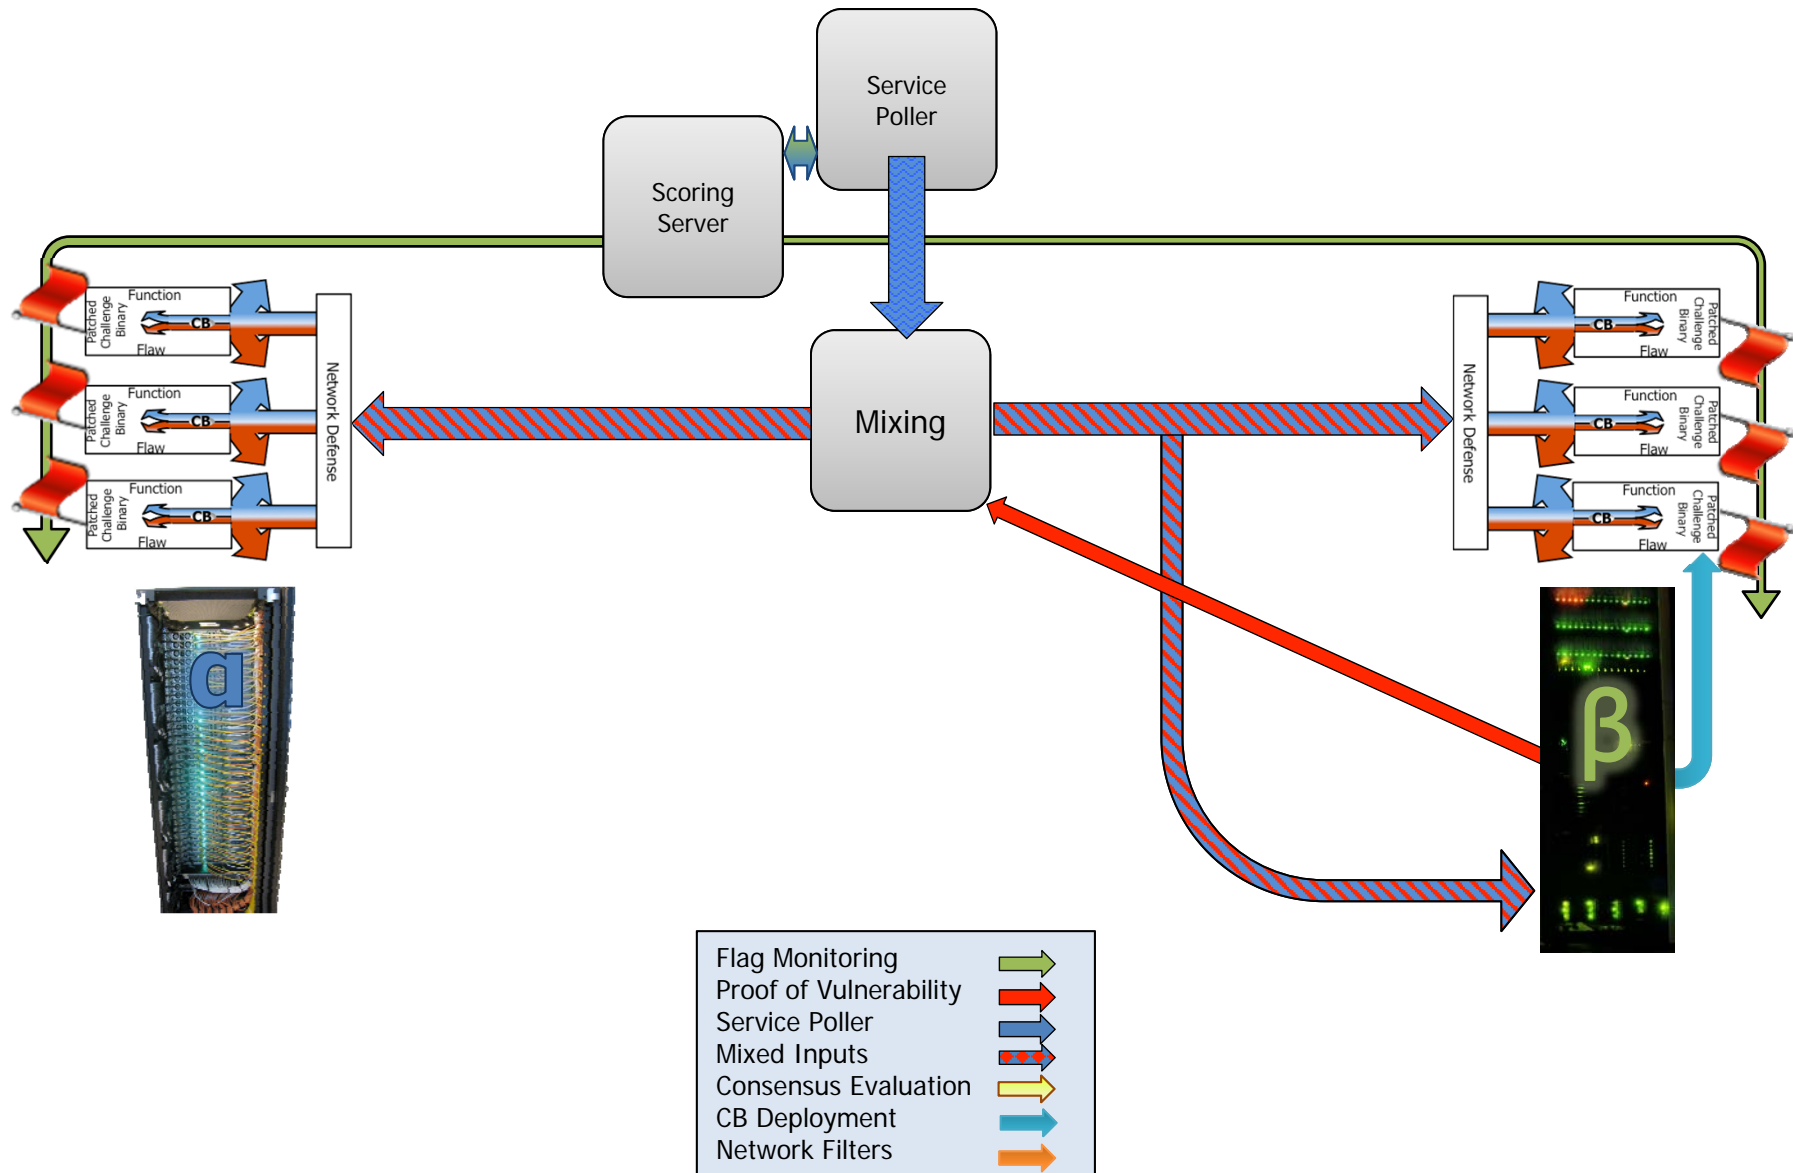 Service
Poller
Scoring
Server
Mixing
Function
CB
Flaw
Patched
Challenge
Binary
Function
CB
Flaw
Patched
Challenge
Binary
Function
CB
Flaw
Patched
Challenge
Binary
Network Defense
Network Defense
Function
CB
Flaw
Patched
Challenge
Binary
Function
CB
Flaw
Patched
Challenge
Binary
Function
CB
Flaw
Patched
Challenge
Binary
α
β
Flag Monitoring
Proof of Vulnerability
Service Poller
Mixed Inputs
Consensus Evaluation
CB Deployment
Network Filters